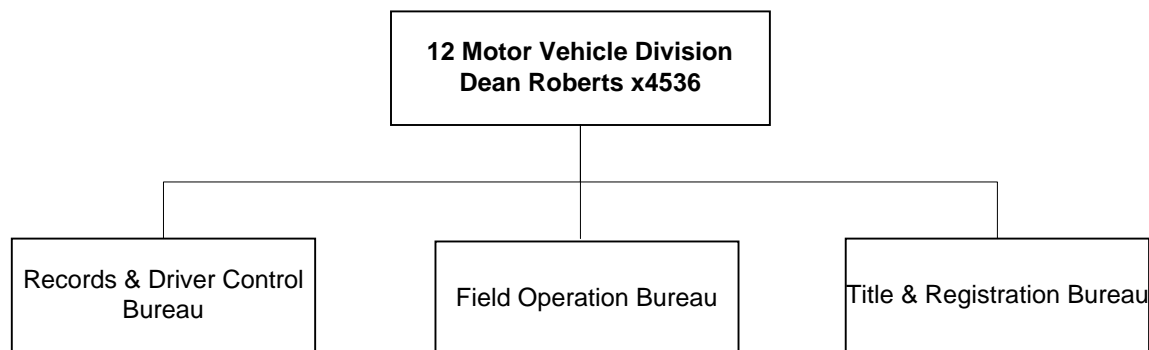 12 Motor Vehicle Division
Dean Roberts x4536
Records & Driver Control
Bureau
Field Operation Bureau
Title & Registration Bureau